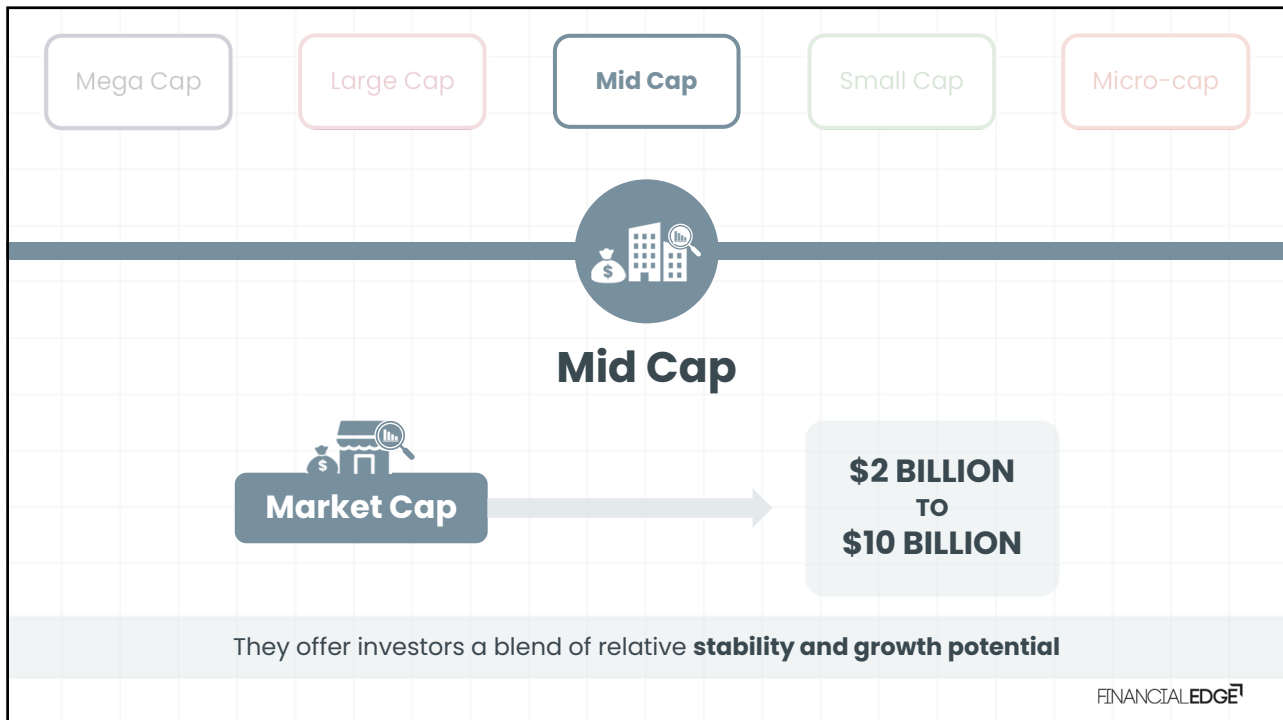 Mega Cap
Large Cap
Mid Cap
Small Cap
Micro-cap
$
Mid Cap
$
Market Cap
$2 BILLION
TO
$10 BILLION
They offer investors a blend of relative stability and growth potential
FINANCIALEDGE